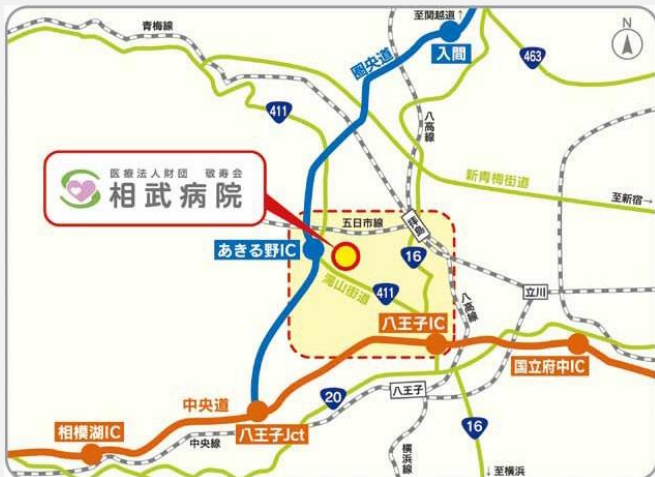 青梅線
至関越道↑
N
入間
463
圏央道
411
八高線
新青梅街道
至新宿→
医療法人財団 敬寿会
相武病院
五日市線
拝島
あきる野IC
16
滝山街道
411
八高線
立川
八王子IC
国立府中IC
20
八王子
中央道
相模湖IC
八王子Jct
中央線
16
横浜線
↓至横浜